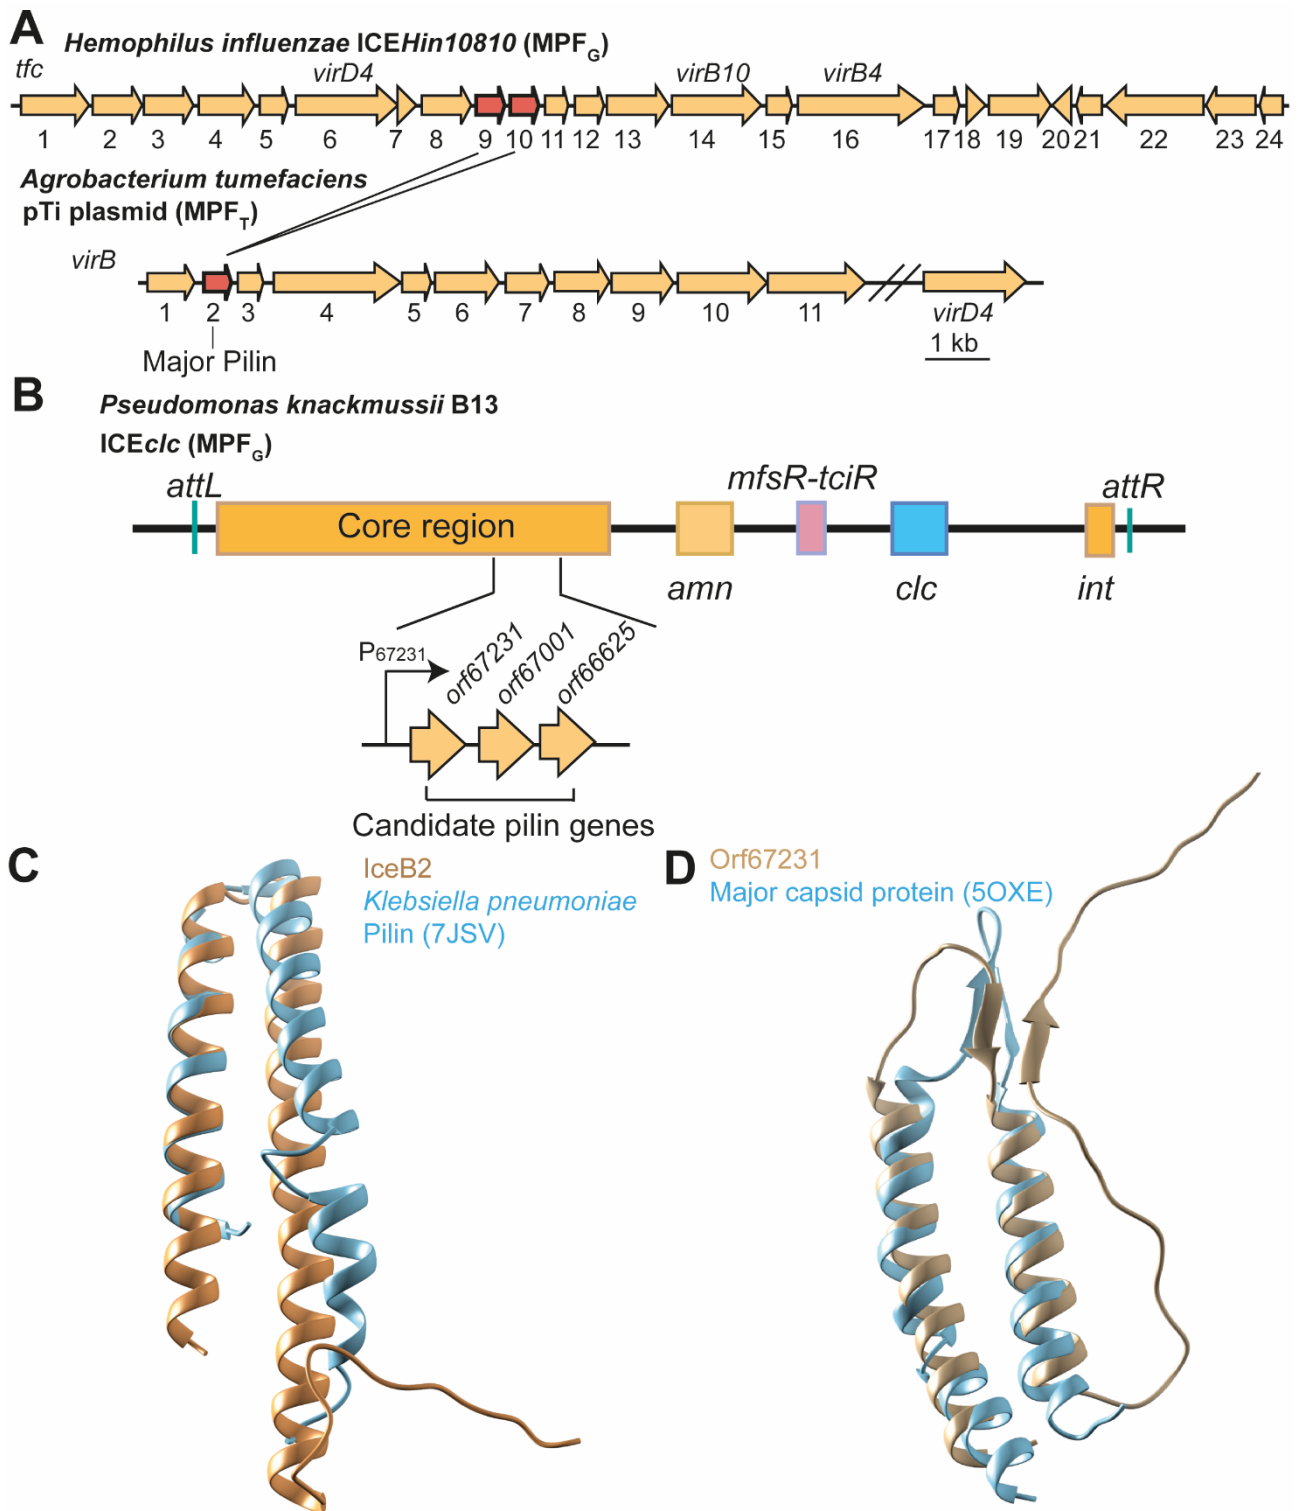 A
Hemophilus influenzae ICEHin10810 (MPFG)
tfc virD4 virB10 virB4
1 2 3 4 5 6 7 8 9 10 11 12 13 14 15 16 17 18 19 20 21 22 23 24
Agrobacterium tumefaciens
pTi plasmid (MPFT)
virB
1 2 3 4 5 6 7 8 9 10 11 virD4
Major Pilin
1 kb
B
Pseudomonas knackmussii B13
ICEclc (MPFG)
attL
mfsR-tciR
attR
Core region
amn
clc
int
P67231
orf67231
orf67001
orf66625
Candidate pilin genes
C
IceB2
Klebsiella pneumoniae
Pilin (7JSV)
D
Orf67231
Major capsid protein (5OXE)